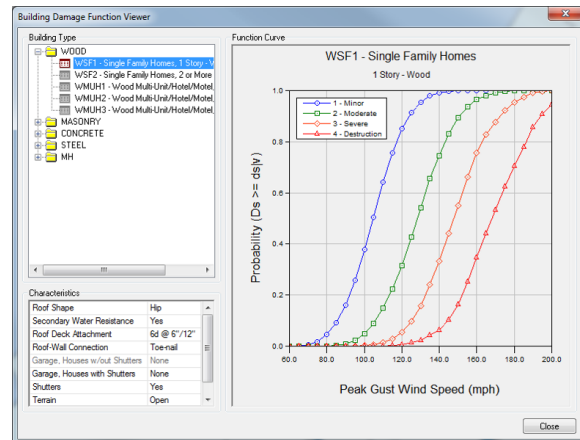 Building Damage Function Viewer
Building Type
WOOD
WSF1 - Single Family Homes, 1 Story -
WSF2 - Single Family Homes, 2 or More
WMUH1 - Wood Multi-Unit/Hotel/Motel,
WMUH2 - Wood Multi-Unit/Hotel/Motel,
WMUH3 - Wood Multi-Unit/Hotel/Motel,
MASONRY
CONCRETE
STEEL
MH
Characteristics
Roof Shape Hip
Secondary Water Resistance Yes
Roof Deck Attachment 6d @ 6"/12"
Roof-Wall Connection Toe-nail
Garage, Houses w/out Shutters None
Garage, Houses with Shutters None
Shutters Yes
Terrain Open
Function Curve
WSF1 - Single Family Homes
1 Story - Wood
1 - Minor
2 - Moderate
3 - Severe
4 - Destruction
Probability (Ds >= ds|v)
1.0
0.8
0.6
0.4
0.2
0.0
60.0 80.0 100.0 120.0 140.0 160.0 180.0 200.0
Peak Gust Wind Speed (mph)
Close